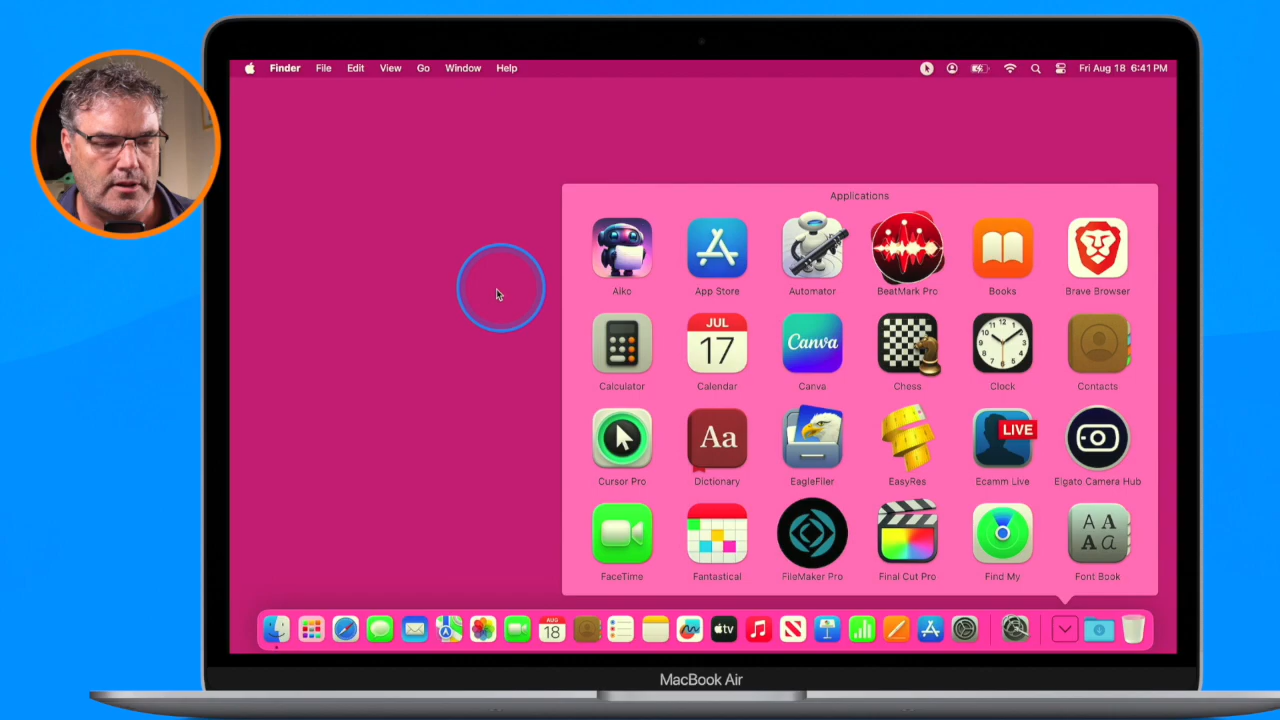 Finder File Edit View Go Window Help Fri Aug 18 6:41 PM
Applications
Aiko App Store Automator BeatMark Pro Books Brave Browser
JUL
17
Canva
Calculator Calendar Canva Chess Clock Contacts
Aa
LIVE
Cursor Pro Dictionary EagleFiler EasyRes Ecamm Live Elgato Camera Hub
A A
A a
FaceTime Fantastical FileMaker Pro Final Cut Pro Find My Font Book
AUG
18
tv
MacBook Air